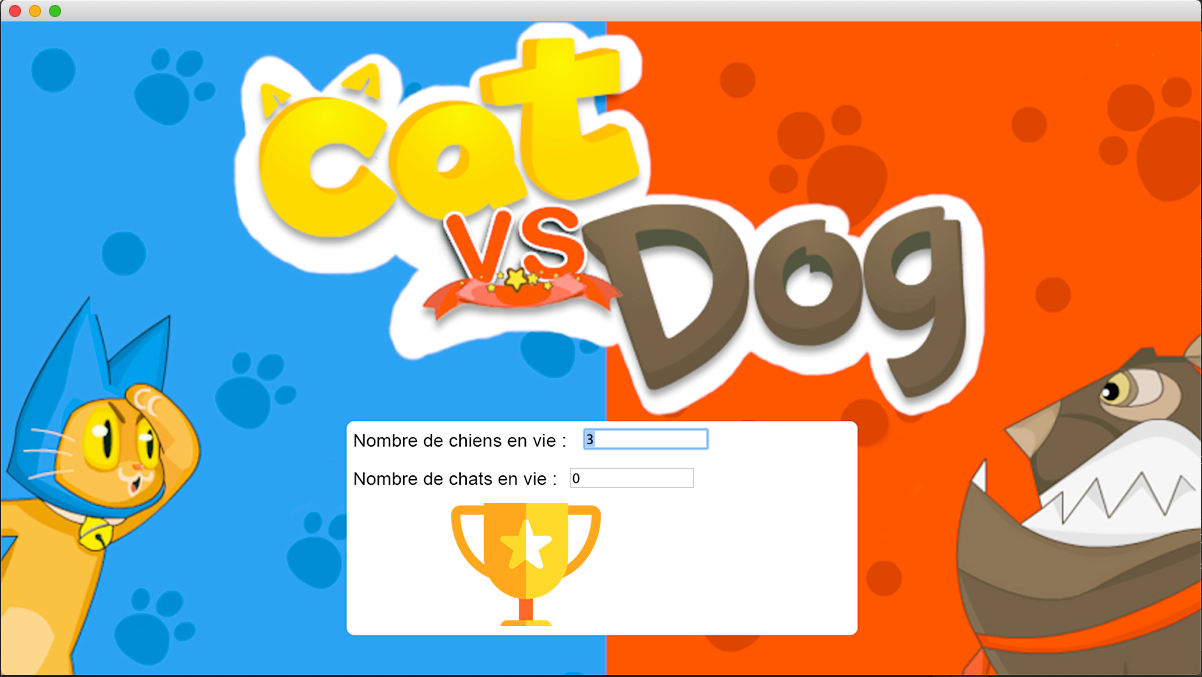 Cat
VS
Dog
Nombre de chiens en vie : 3
Nombre de chats en vie : 0